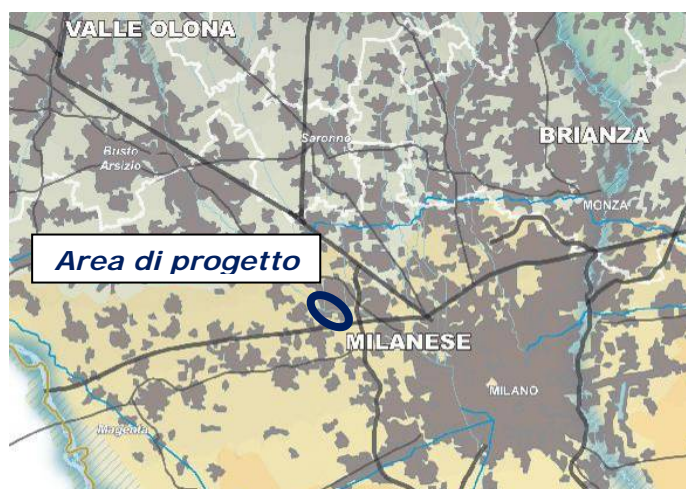 VALLE OLONA
Saronno
BRIANZA
Busto
Arsizio
MONZA
Area di progetto
MILANESE
MILANO
Magenta